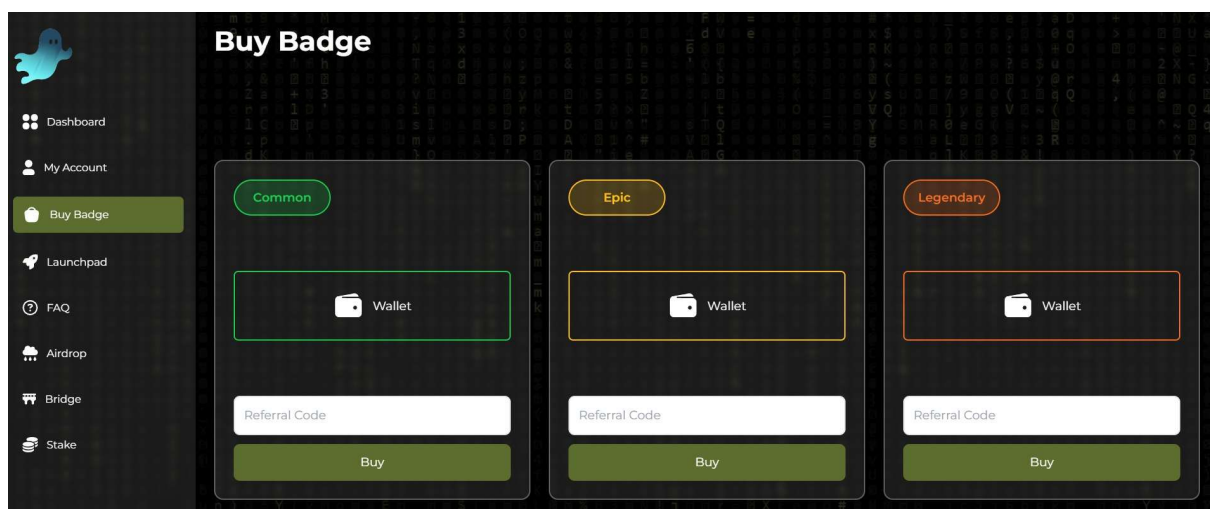 Buy Badge
Dashboard
My Account
Buy Badge
Launchpad
FAQ
Airdrop
Bridge
Stake
Common
Wallet
Referral Code
Buy
Epic
Wallet
Referral Code
Buy
Legendary
Wallet
Referral Code
Buy